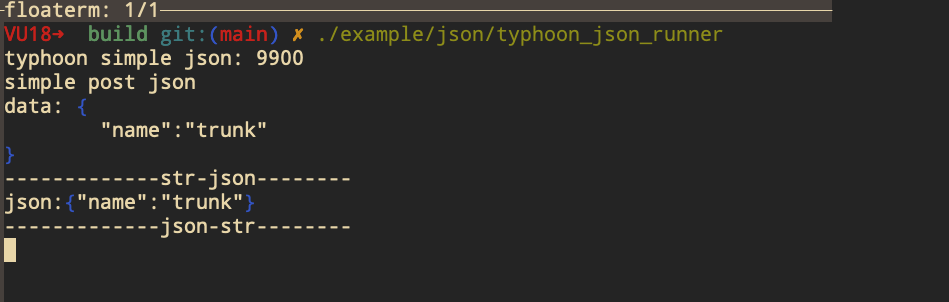 floaterm: 1/1
VU18→ build git:(main) ✗ ./example/json/typhoon_json_runner
typhoon simple json: 9900
simple post json
data: {
        "name":"trunk"
}
-------------str-json--------
json:{"name":"trunk"}
-------------json-str--------